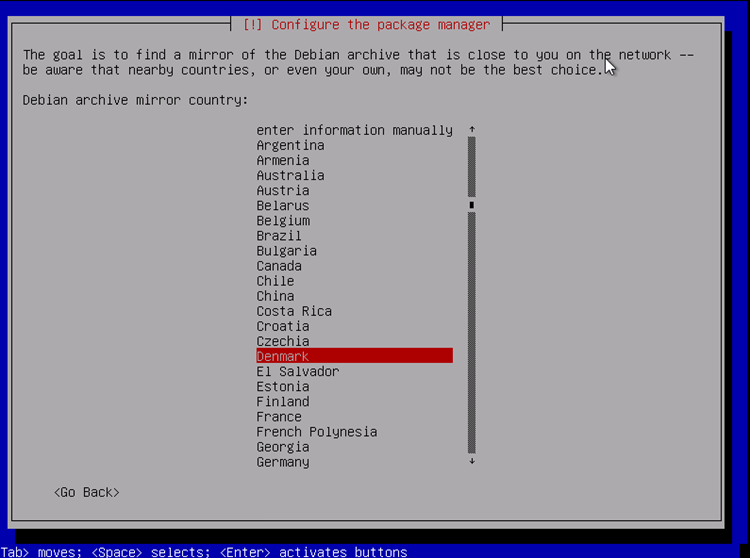 [!] Configure the package manager
The goal is to find a mirror of the Debian archive that is close to you on the network --
be aware that nearby countries, or even your own, may not be the best choice.
Debian archive mirror country:
enter information manually
Argentina
Armenia
Australia
Austria
Belarus
Belgium
Brazil
Bulgaria
Canada
Chile
China
Costa Rica
Croatia
Czechia
Denmark
El Salvador
Estonia
Finland
France
French Polynesia
Georgia
Germany
<Go Back>
Tab> moves; <Space> selects; <Enter> activates buttons